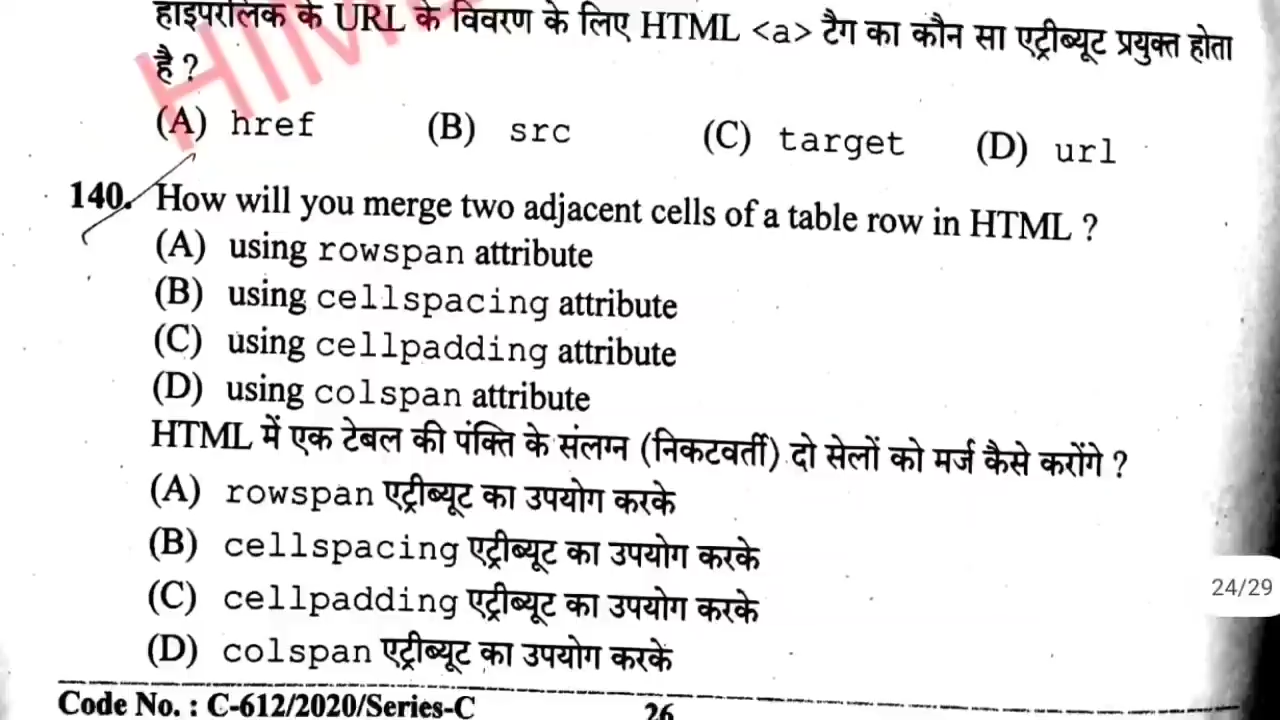 हाइपरलिंक के URL के विवरण के लिए HTML <a> टैग का कौन सा एट्रीब्यूट प्रयुक्त होता
है ?
(A) href (B) src (C) target (D) url
140. How will you merge two adjacent cells of a table row in HTML ?
(A) using rowspan attribute
(B) using cellspacing attribute
(C) using cellpadding attribute
(D) using colspan attribute
HTML में एक टेबल की पंक्ति के संलग्न (निकटवर्ती) दो सेलों को मर्ज कैसे करोंगे ?
(A) rowspan एट्रीब्यूट का उपयोग करके
(B) cellspacing एट्रीब्यूट का उपयोग करके
(C) cellpadding एट्रीब्यूट का उपयोग करके
(D) colspan एट्रीब्यूट का उपयोग करके
24/29
Code No. : C-612/2020/Series-C 26